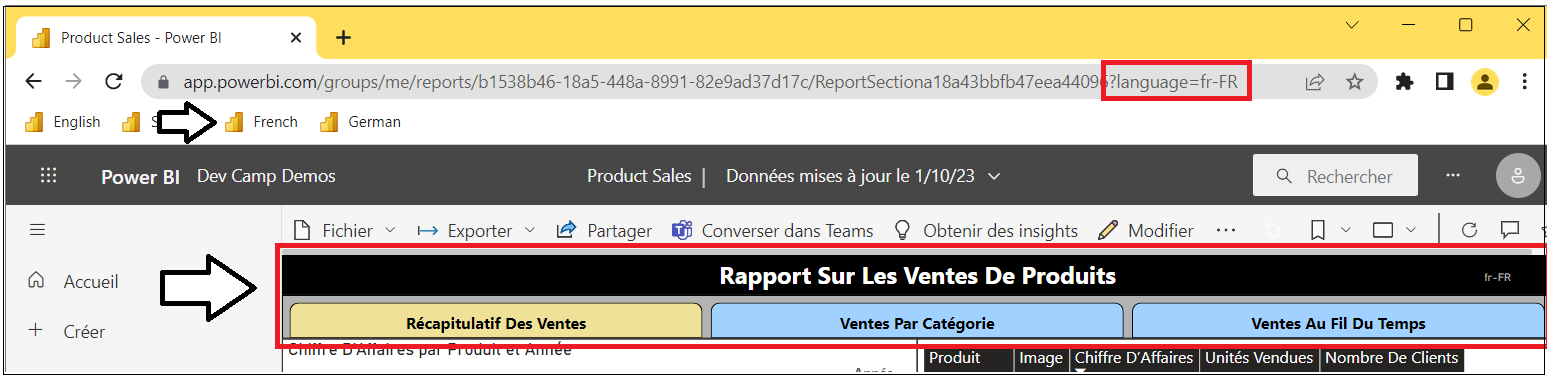 Product Sales - Power BI
app.powerbi.com/groups/me/reports/b1538b46-18a5-448a-8991-82e9ad37d17c/ReportSectiona18a43bbfb47eea44096?language=fr-FR
English S French German
Power BI Dev Camp Demos Product Sales | Données mises à jour le 1/10/23 Rechercher
Fichier Exporter Partager Converser dans Teams Obtenir des insights Modifier
Rapport Sur Les Ventes De Produits fr-FR
Accueil
Récapitulatif Des Ventes Ventes Par Catégorie Ventes Au Fil Du Temps
Créer
Chiffre D'Affaires par Produit et Année
Produit Image Chiffre D'Affaires Unités Vendues Nombre De Clients
Année